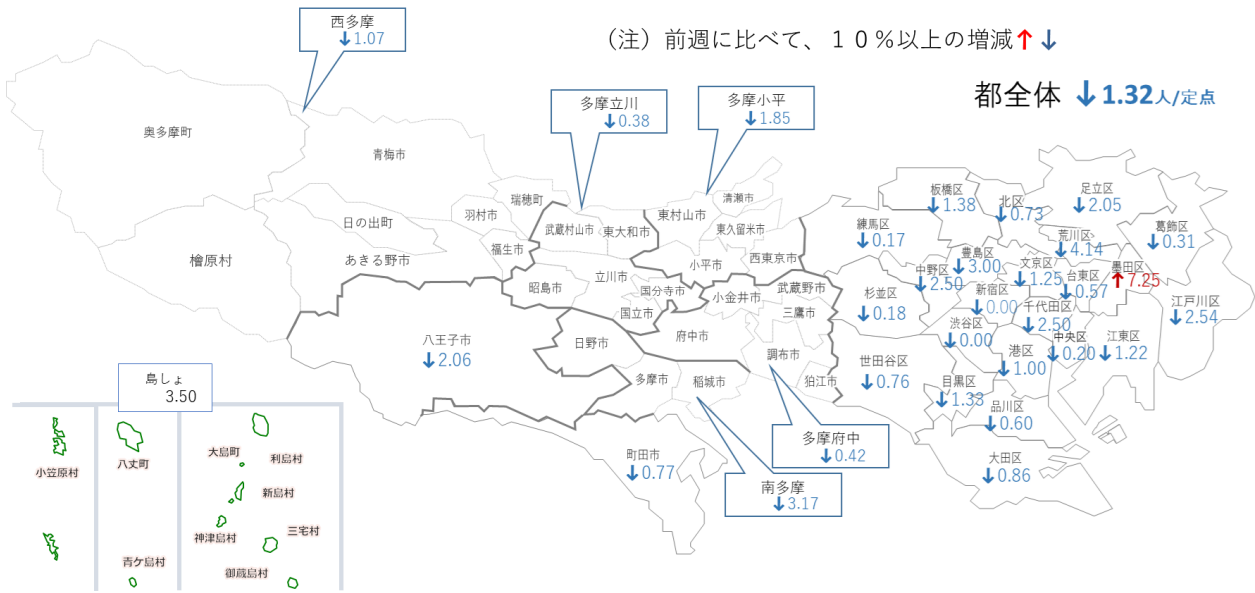 西多摩
↓1.07
(注)前週に比べて、10%以上の増減↑↓
都全体 ↓1.32人/定点
多摩立川
↓0.38
多摩小平
↓1.85
奥多摩町
青梅市
瑞穂町
羽村市
日の出町
福生市
あきる野市
檜原村
武蔵村山市
東大和市
東村山市
清瀬市
東久留米市
小平市
西東京市
昭島市
立川市
国分寺市
国立市
小金井市
武蔵野市
三鷹市
府中市
調布市
狛江市
八王子市
↓2.06
日野市
多摩市
稲城市
町田市
↓0.77
多摩府中
↓0.42
南多摩
↓3.17
板橋区
↓1.38
北区
↓0.73
足立区
↓2.05
葛飾区
↓0.31
練馬区
↓0.17
荒川区
↓4.14
豊島区
↓3.00
文京区
↓1.25
台東区
↓0.57
墨田区
↑7.25
中野区
↓2.50
杉並区
↓0.18
新宿区
↓0.00
千代田区
↓2.50
江戸川区
↓2.54
渋谷区
↓0.00
中央区
↓0.20
江東区
↓1.22
港区
↓1.00
世田谷区
↓0.76
目黒区
↓1.33
品川区
↓0.60
大田区
↓0.86
島しょ
3.50
小笠原村
八丈町
青ケ島村
大島町
利島村
新島村
神津島村
三宅村
御蔵島村